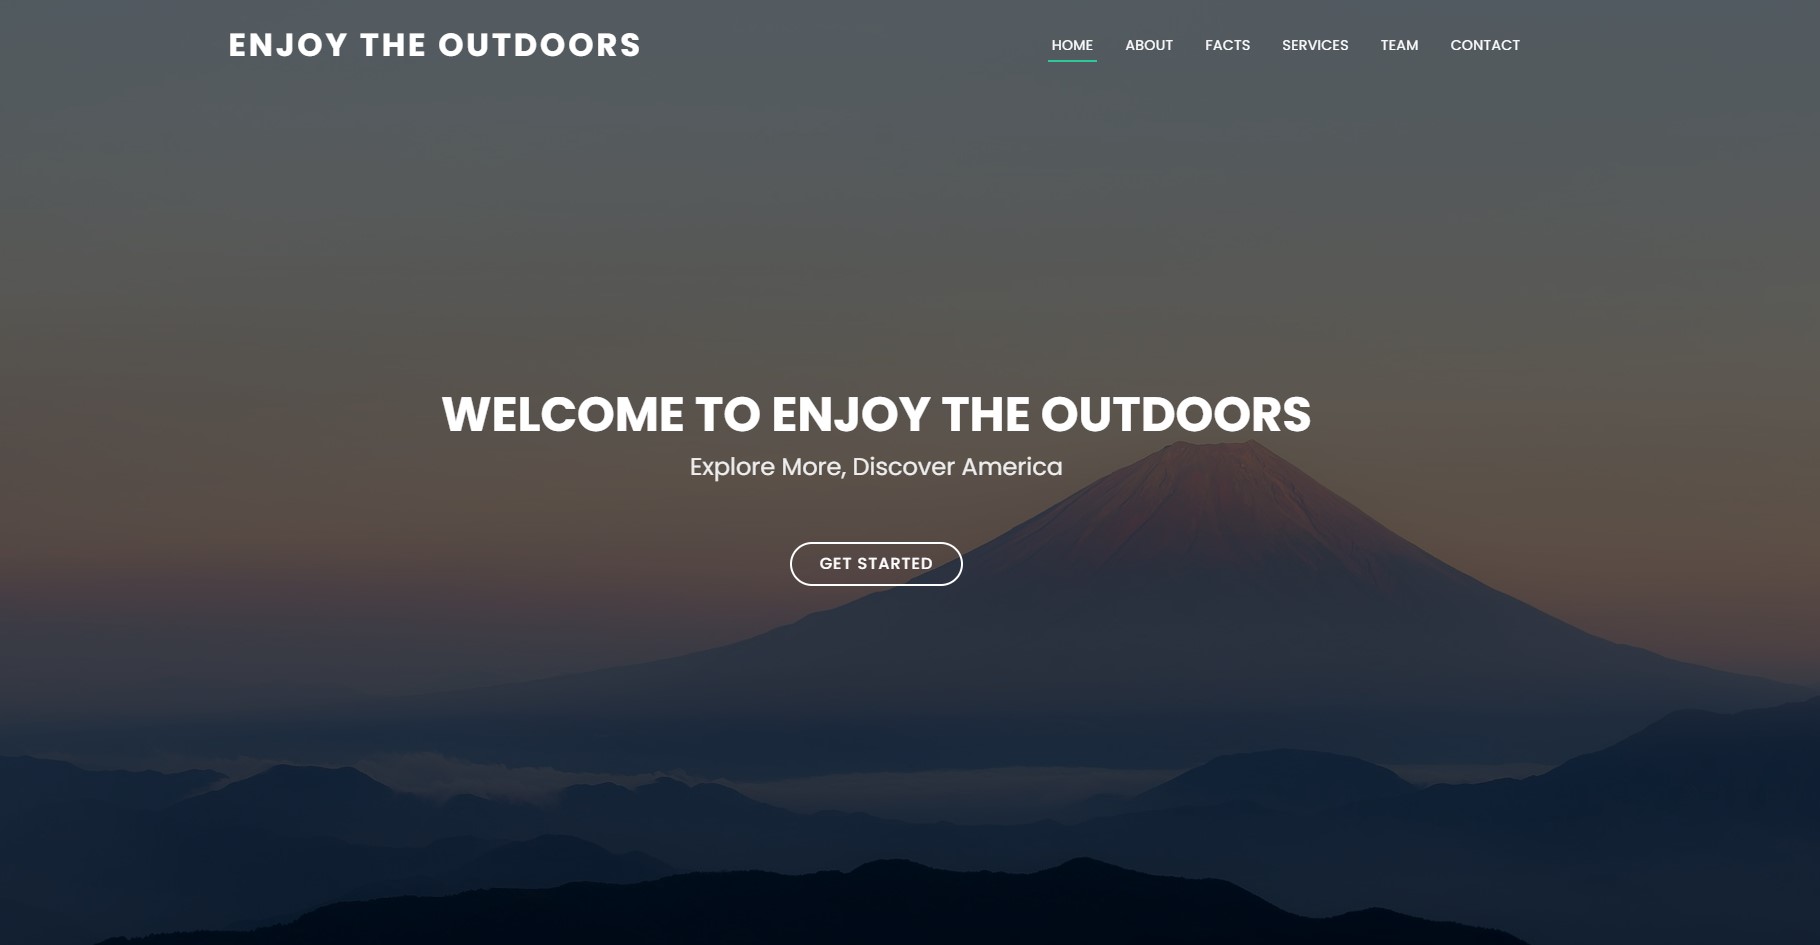 ENJOY THE OUTDOORS
HOME ABOUT FACTS SERVICES TEAM CONTACT
WELCOME TO ENJOY THE OUTDOORS
Explore More, Discover America
GET STARTED